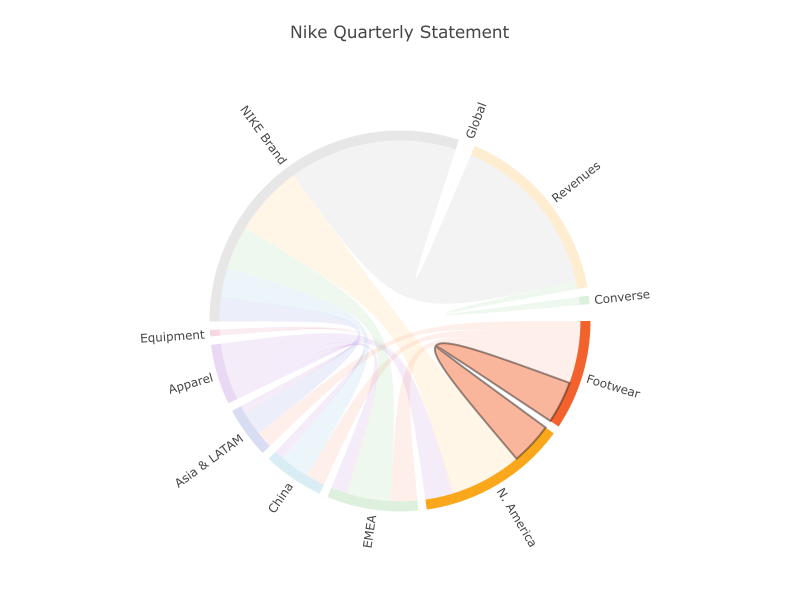 Nike Quarterly Statement
Global
NIKE Brand
Revenues
Converse
Equipment
Apparel
Footwear
Asia & LATAM
China
N. America
EMEA